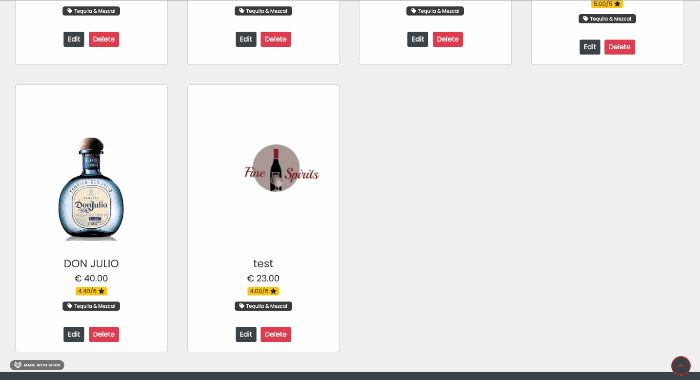 5.00/5
Tequila & Mezcal
Tequila & Mezcal
Tequila & Mezcal
Tequila & Mezcal
Edit Delete
Edit Delete
Edit Delete
Edit Delete
Don Julio
DON JULIO
€ 40.00
4.40/5
Tequila & Mezcal
Edit Delete
Fine Spirits
test
€ 23.00
4.00/5
Tequila & Mezcal
Edit Delete
MADE WITH GIFOX